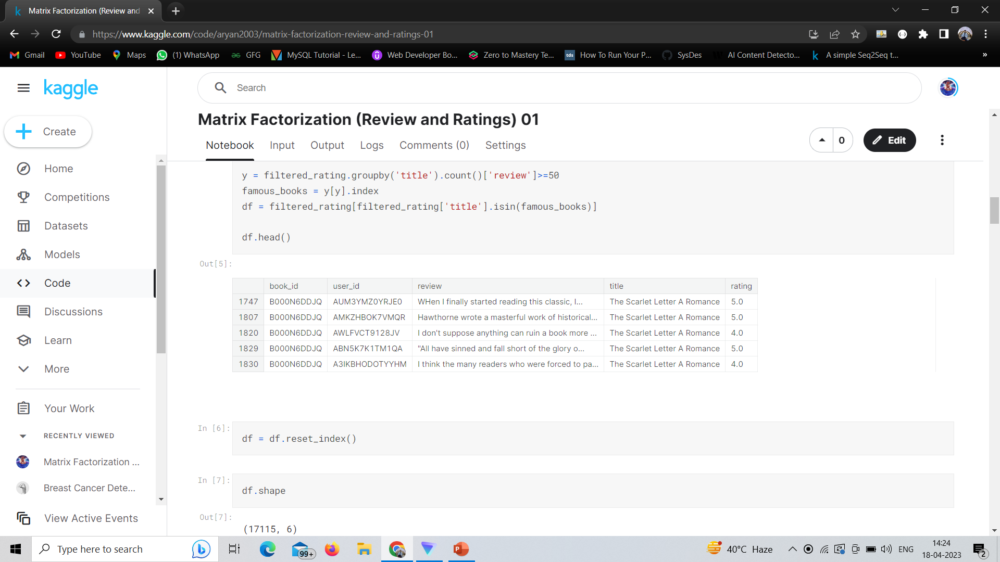 Matrix Factorization (Review and
https://www.kaggle.com/code/aryan2003/matrix-factorization-review-and-ratings-01
Gmail YouTube Maps (1) WhatsApp GFG MySQL Tutorial - Le... Web Developer Bo... Zero to Mastery Te... tds How To Run Your P... SysDes AI Content Detecto... A simple Seq2Seq t... »
kaggle
Search
Create
Matrix Factorization (Review and Ratings) 01
Notebook Input Output Logs Comments (0) Settings
0 Edit
Home
Competitions
Datasets
Models
Code
Discussions
Learn
More
Your Work
RECENTLY VIEWED
Matrix Factorization ...
Breast Cancer Dete...
View Active Events
y = filtered_rating.groupby('title').count()['review']>=50
famous_books = y[y].index
df = filtered_rating[filtered_rating['title'].isin(famous_books)]
df.head()
Out[5]:
book_id user_id review title rating
1747 B000N6DDJQ AUM3YMZ0YRJE0 WHen I finally started reading this classic, I... The Scarlet Letter A Romance 5.0
1807 B000N6DDJQ AMKZHBOK7VMQR Hawthorne wrote a masterful work of historical... The Scarlet Letter A Romance 5.0
1820 B000N6DDJQ AWLFVCT9128JV I don't suppose anything can ruin a book more ... The Scarlet Letter A Romance 4.0
1829 B000N6DDJQ ABN5K7K1TM1QA "All have sinned and fall short of the glory o... The Scarlet Letter A Romance 5.0
1830 B000N6DDJQ A3IKBHODOTYYHM I think the many readers who were forced to pa... The Scarlet Letter A Romance 4.0
In [6]:
df = df.reset_index()
In [7]:
df.shape
Out[7]:
(17115, 6)
Type here to search
99+
40°C Haze
ENG
14:24
18-04-2023
2